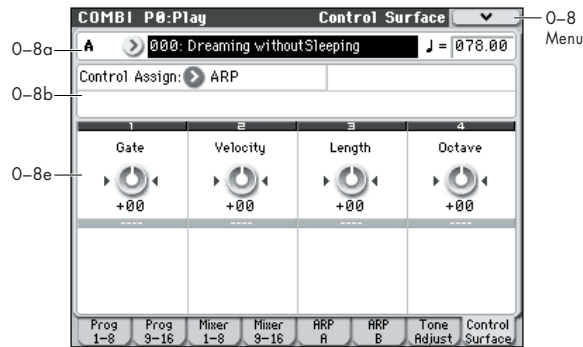 COMBI P0:Play Control Surface
0–8
Menu
0–8a
A 000: Dreaming withoutSleeping ♩ = 078.00
Control Assign: ARP
0–8b
1 2 3 4
Gate Velocity Length Octave
0–8e
+00 +00 +00 +00
---- ---- ---- ----
Prog 1-8 Prog 9-16 Mixer 1-8 Mixer 9-16 ARP A ARP B Tone Adjust Control Surface